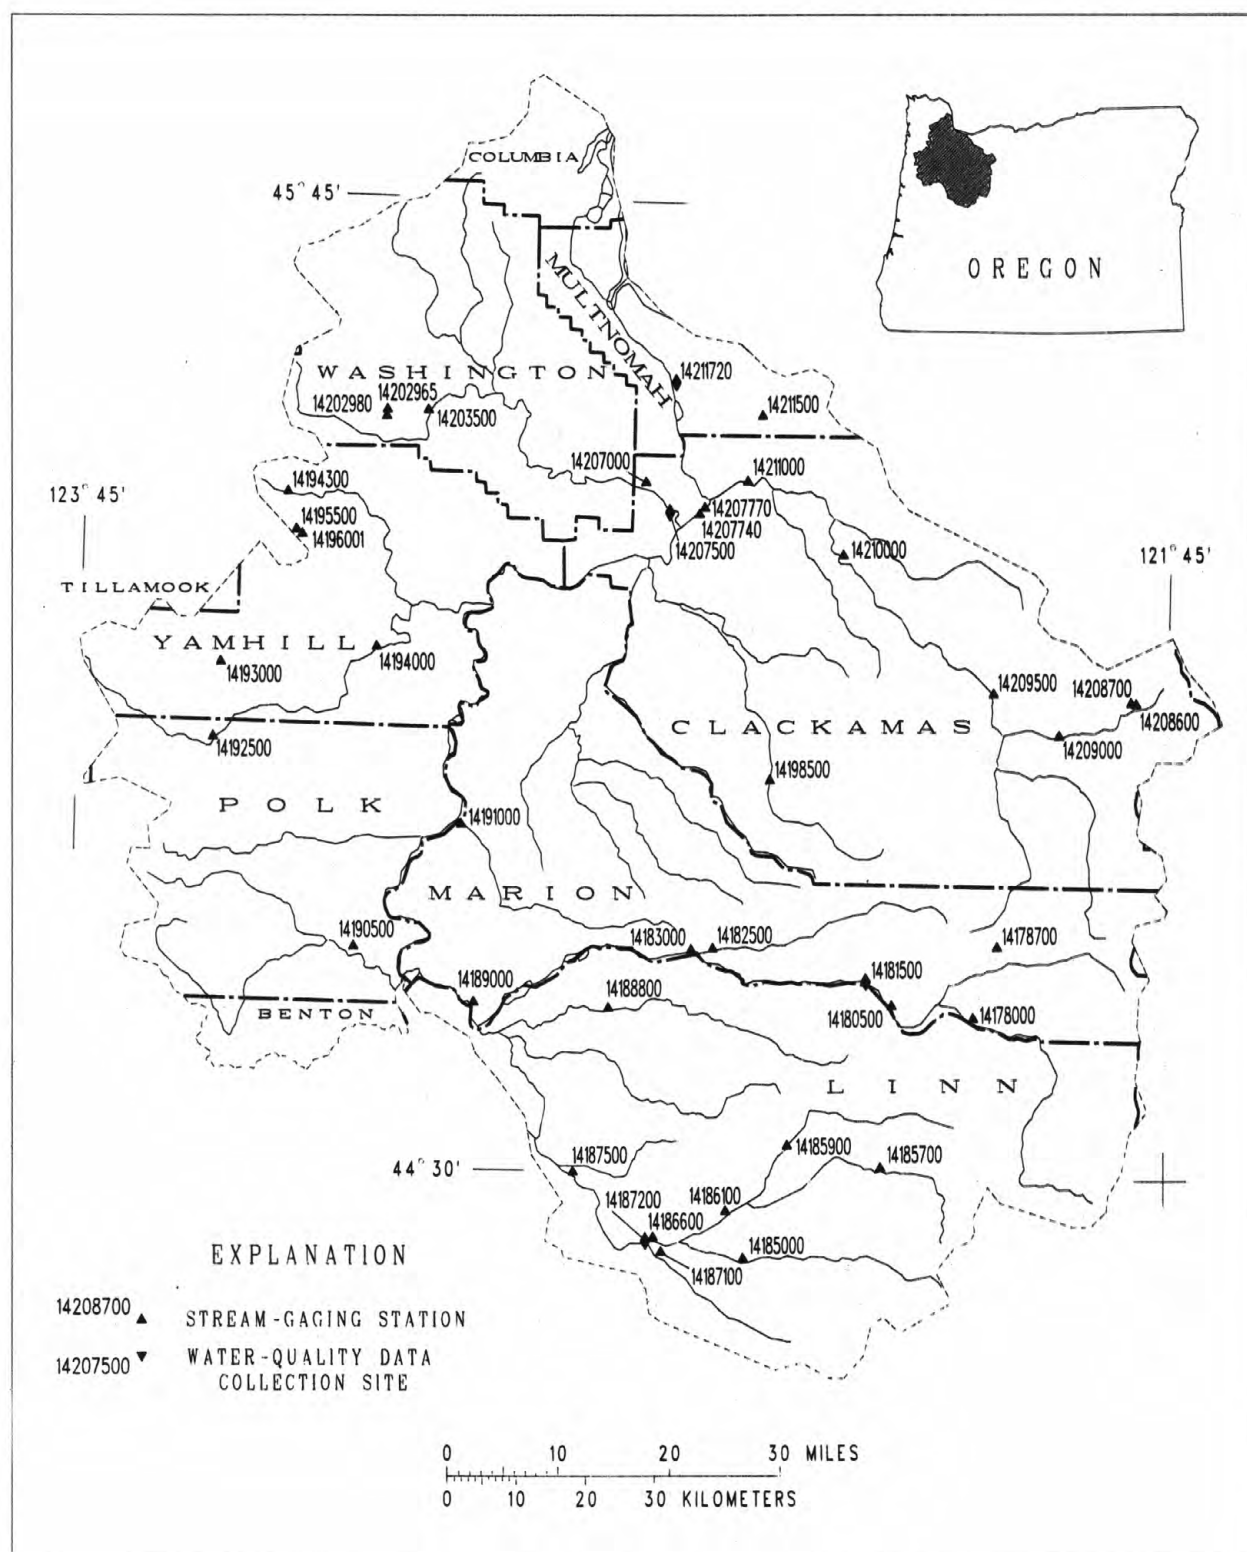 COLUMBIA
45° 45'
OREGON
MULTNOMAH
WASHINGTON
14211720
14202965
14202980
14203500
14211500
14207000
14211000
14194300
123° 45'
14207770
14195500
14207740
14196001
14207500
14210000
121° 45'
TILLAMOOK
YAMHILL
14194000
14193000
14209500
14208700
14208600
CLACKAMAS
14192500
14209000
14198500
POLK
14191000
MARION
14190500
14183000
14182500
14178700
14181500
14189000
14188800
BENTON
14180500
14178000
LINN
14187500
14185900
14185700
44° 30'
14187200
14186100
14186600
14185000
14187100
EXPLANATION
14208700
STREAM-GAGING STATION
14207500
WATER-QUALITY DATA
COLLECTION SITE
0 10 20 30 MILES
0 10 20 30 KILOMETERS